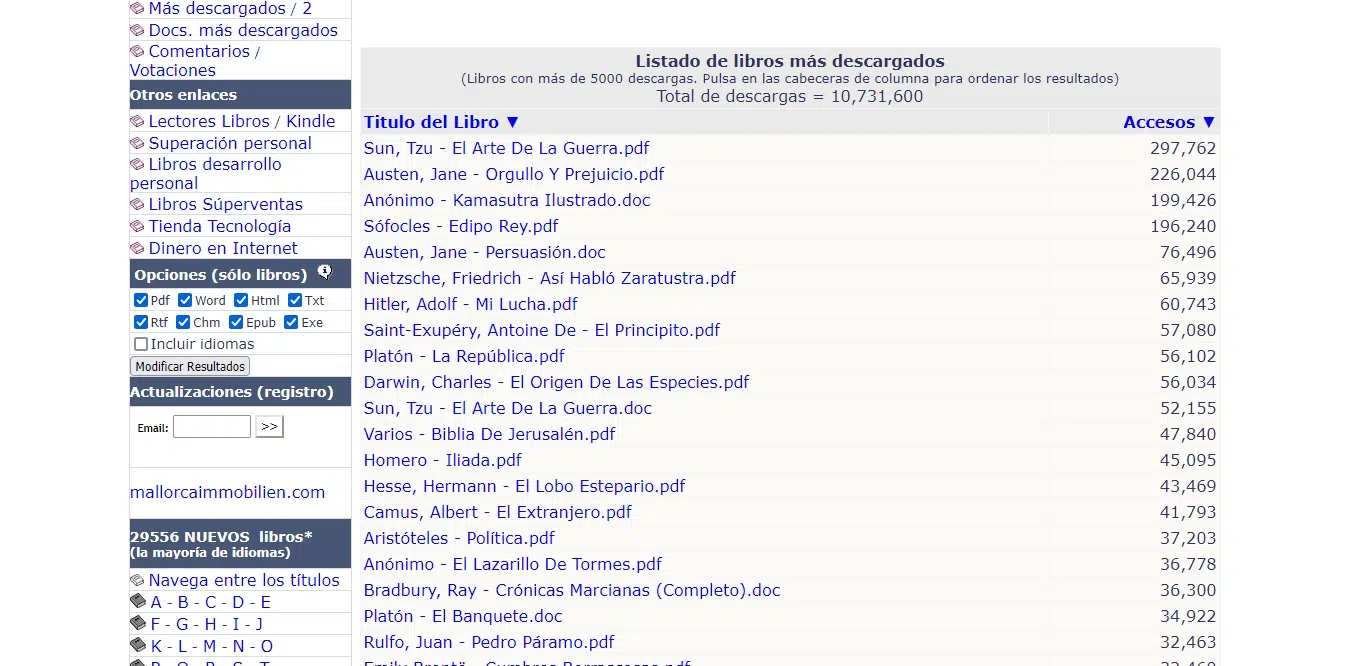 Más descargados / 2
Docs. más descargados
Comentarios /
Votaciones
Otros enlaces
Lectores Libros / Kindle
Superación personal
Libros desarrollo
personal
Libros Súperventas
Tienda Tecnología
Dinero en Internet
Opciones (sólo libros)
Pdf Word Html Txt
Rtf Chm Epub Exe
Incluir idiomas
Modificar Resultados
Actualizaciones (registro)
Email: >>
mallorcaimmobilien.com
29556 NUEVOS libros*
(la mayoría de idiomas)
Navega entre los títulos
A - B - C - D - E
F - G - H - I - J
K - L - M - N - O
P - Q - R - S - T
Listado de libros más descargados
(Libros con más de 5000 descargas. Pulsa en las cabeceras de columna para ordenar los resultados)
Total de descargas = 10,731,600
Titulo del Libro ▼ Accesos ▼
Sun, Tzu - El Arte De La Guerra.pdf 297,762
Austen, Jane - Orgullo Y Prejuicio.pdf 226,044
Anónimo - Kamasutra Ilustrado.doc 199,426
Sófocles - Edipo Rey.pdf 196,240
Austen, Jane - Persuasión.doc 76,496
Nietzsche, Friedrich - Así Habló Zaratustra.pdf 65,939
Hitler, Adolf - Mi Lucha.pdf 60,743
Saint-Exupéry, Antoine De - El Principito.pdf 57,080
Platón - La República.pdf 56,102
Darwin, Charles - El Origen De Las Especies.pdf 56,034
Sun, Tzu - El Arte De La Guerra.doc 52,155
Varios - Biblia De Jerusalén.pdf 47,840
Homero - Iliada.pdf 45,095
Hesse, Hermann - El Lobo Estepario.pdf 43,469
Camus, Albert - El Extranjero.pdf 41,793
Aristóteles - Política.pdf 37,203
Anónimo - El Lazarillo De Tormes.pdf 36,778
Bradbury, Ray - Crónicas Marcianas (Completo).doc 36,300
Platón - El Banquete.doc 34,922
Rulfo, Juan - Pedro Páramo.pdf 32,463